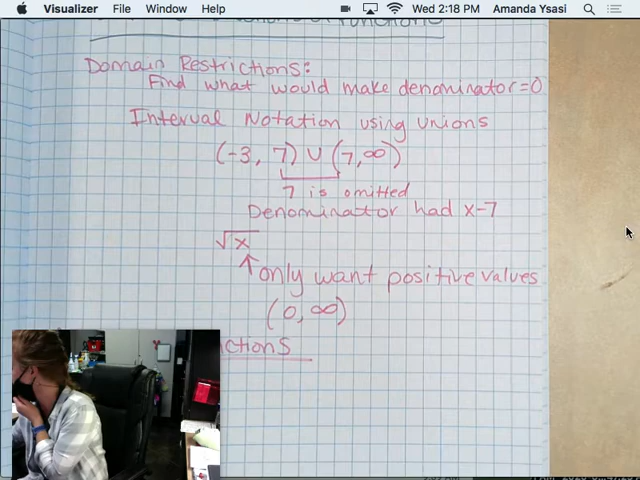 Visualizer File Window Help Wed 2:18 PM Amanda Ysasi
Domain Restrictions:
Find what would make denominator=0
Interval Notation using unions
(-3, 7) ∪ (7, ∞)
7 is omitted
Denominator had x-7
√x
only want positive values
(0, ∞)
ctions